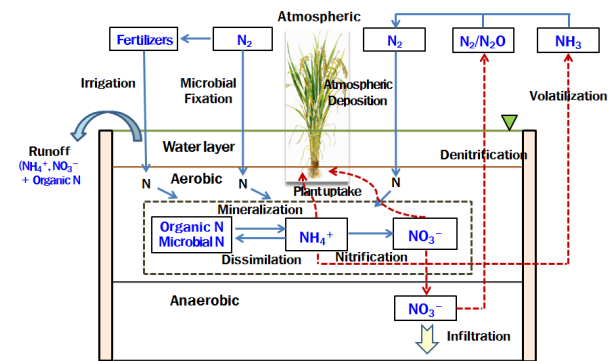 Atmospheric
Fertilizers
N₂
N₂
N₂/N₂O
NH₃
Irrigation
Microbial
Fixation
Atmospheric
Deposition
Volatilization
Runoff
(NH₄⁺, NO₃⁻
+ Organic N
Water layer
Denitrification
Aerobic
N
N
N
Plant uptake
Mineralization
Organic N
Microbial N
NH₄⁺
NO₃⁻
Dissimilation
Nitrification
Anaerobic
NO₃⁻
Infiltration